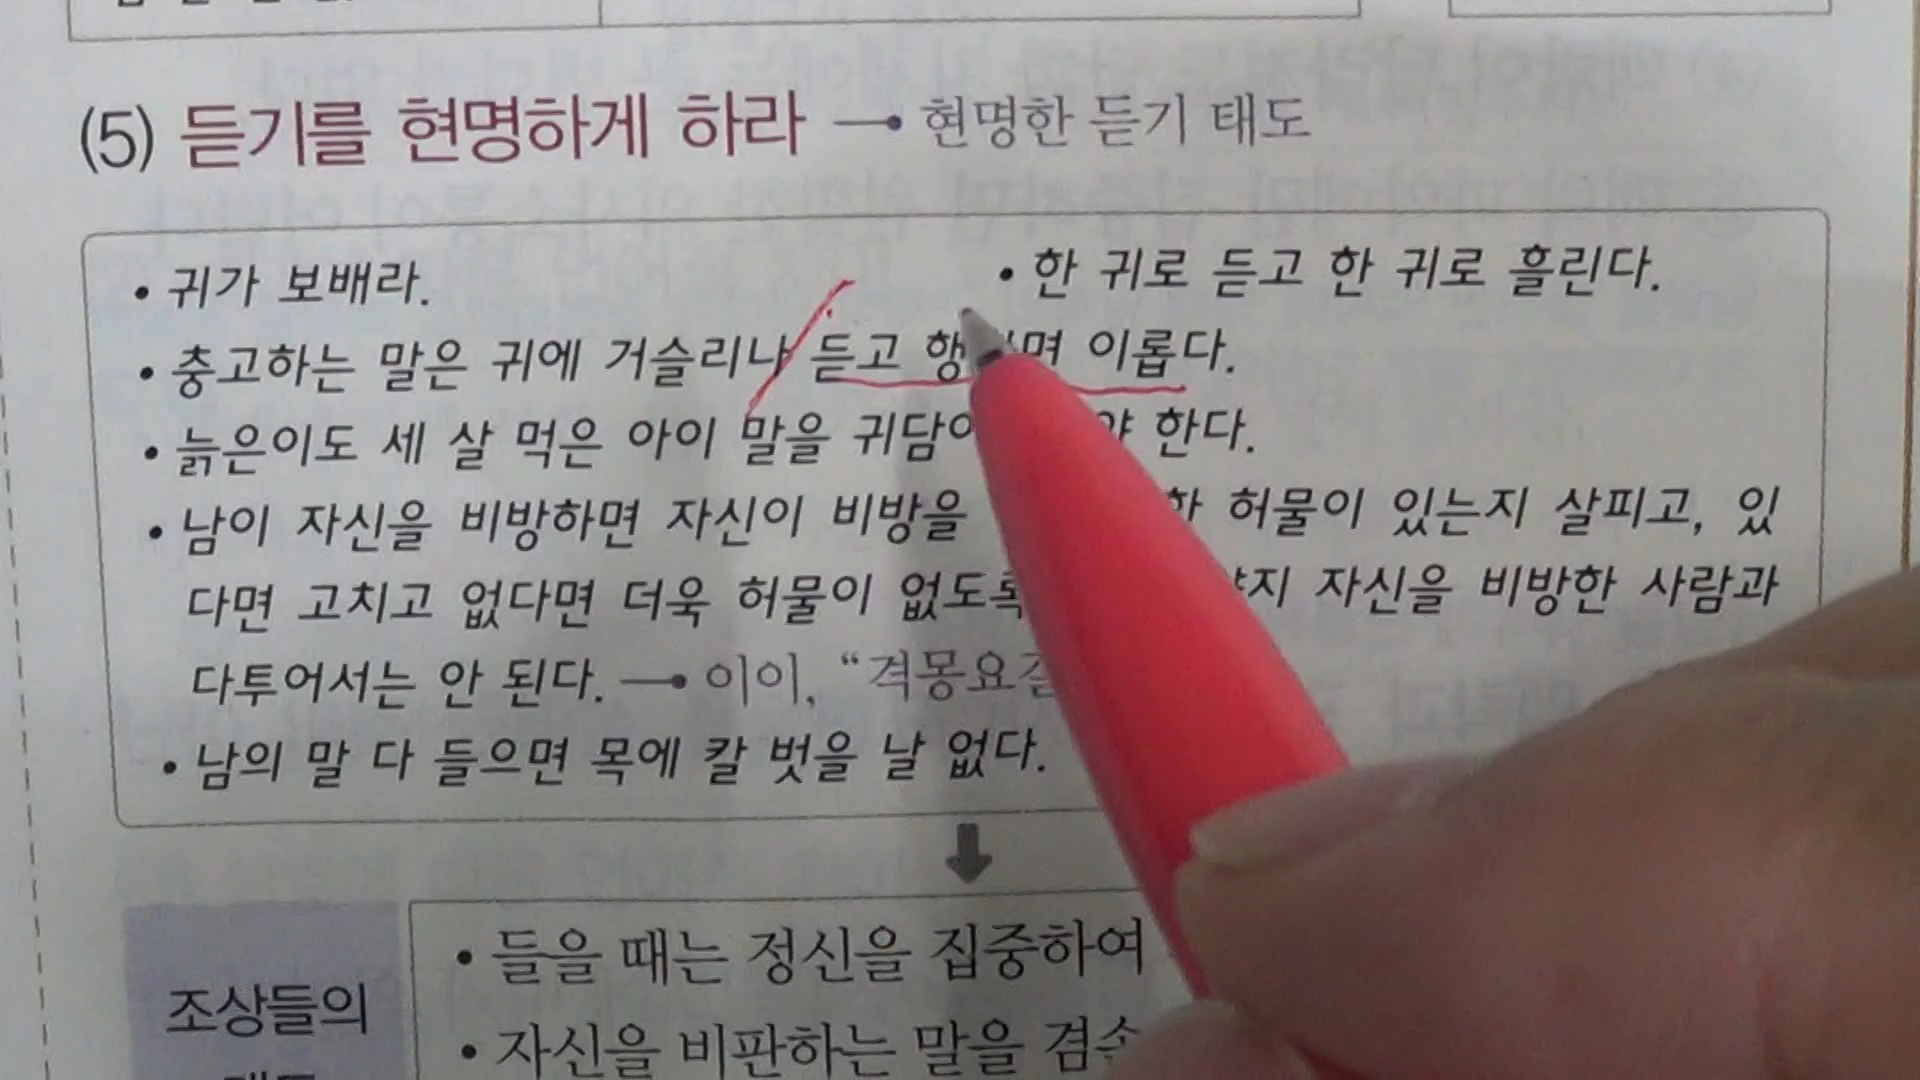 (5) 듣기를 현명하게 하라 → 현명한 듣기 태도
• 귀가 보배라. • 한 귀로 듣고 한 귀로 흘린다.
• 충고하는 말은 귀에 거슬리나 듣고 면 이롭다.
• 늙은이도 세 살 먹은 아이 말을 한다.
• 남이 자신을 비방하면 자신이 비방을 허물이 있는지 살피고, 있
다면 고치고 없다면 더욱 허물이 자신을 비방한 사람과
다투어서는 안 된다. → 이이, “격몽요
• 남의 말 다 들으면 목에 칼 벗을 날 없다.
조상들의
• 들을 때는 정신을 집중하여
• 자신을 비판하는 말을